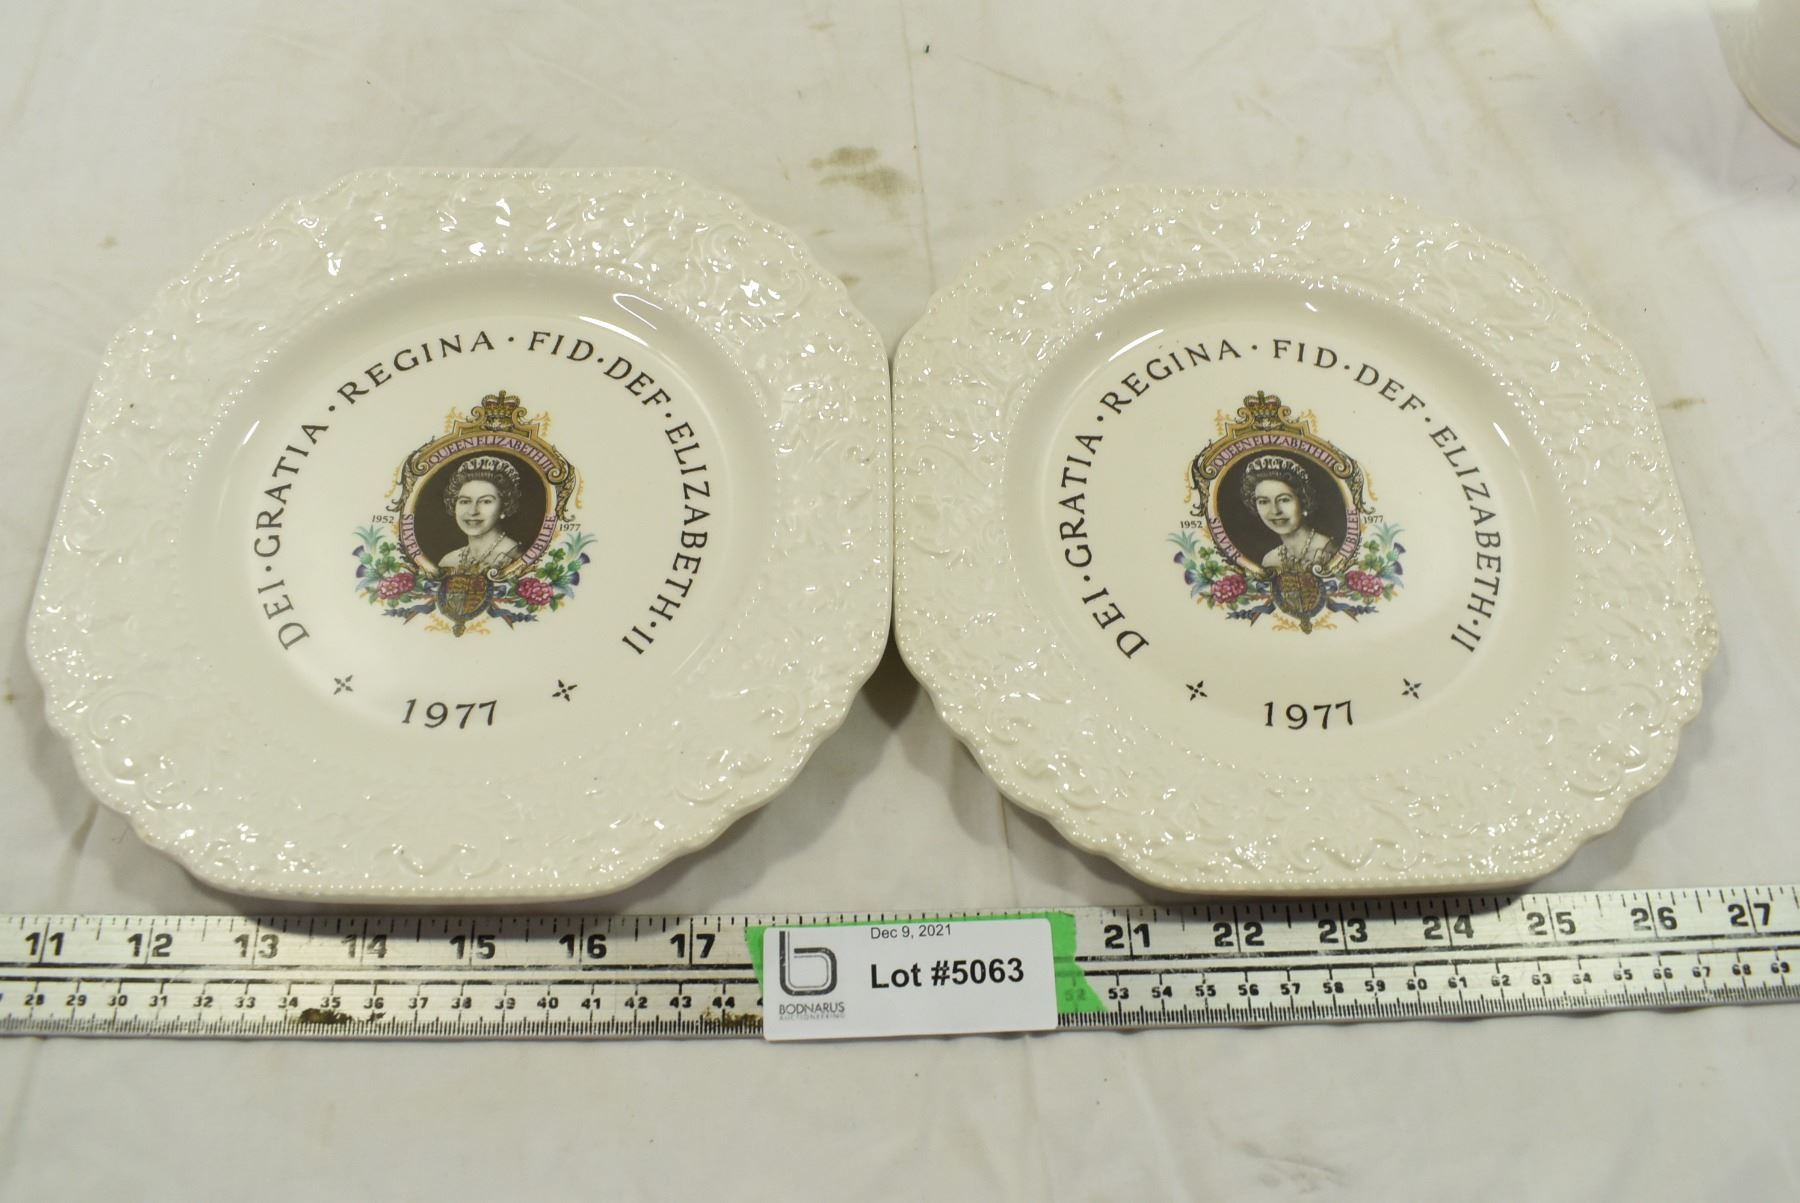 DEI · GRATIA · REGINA · FID · DEF · ELIZABETH · II
QUEEN ELIZABETH II
1952 1977
SILVER JUBILEE
1977
DEI · GRATIA · REGINA · FID · DEF · ELIZABETH · II
QUEEN ELIZABETH II
1952 1977
SILVER JUBILEE
1977
11 12 13 14 15 16 17 21 22 23 24 25 26 27
28 29 30 31 32 33 34 35 36 37 38 39 40 41 42 43 44 52 53 54 55 56 57 58 59 60 61 62 63 64 65 66 67 68 69
Dec 9, 2021
Lot #5063
b
BODNARUS
AUCTIONEERING